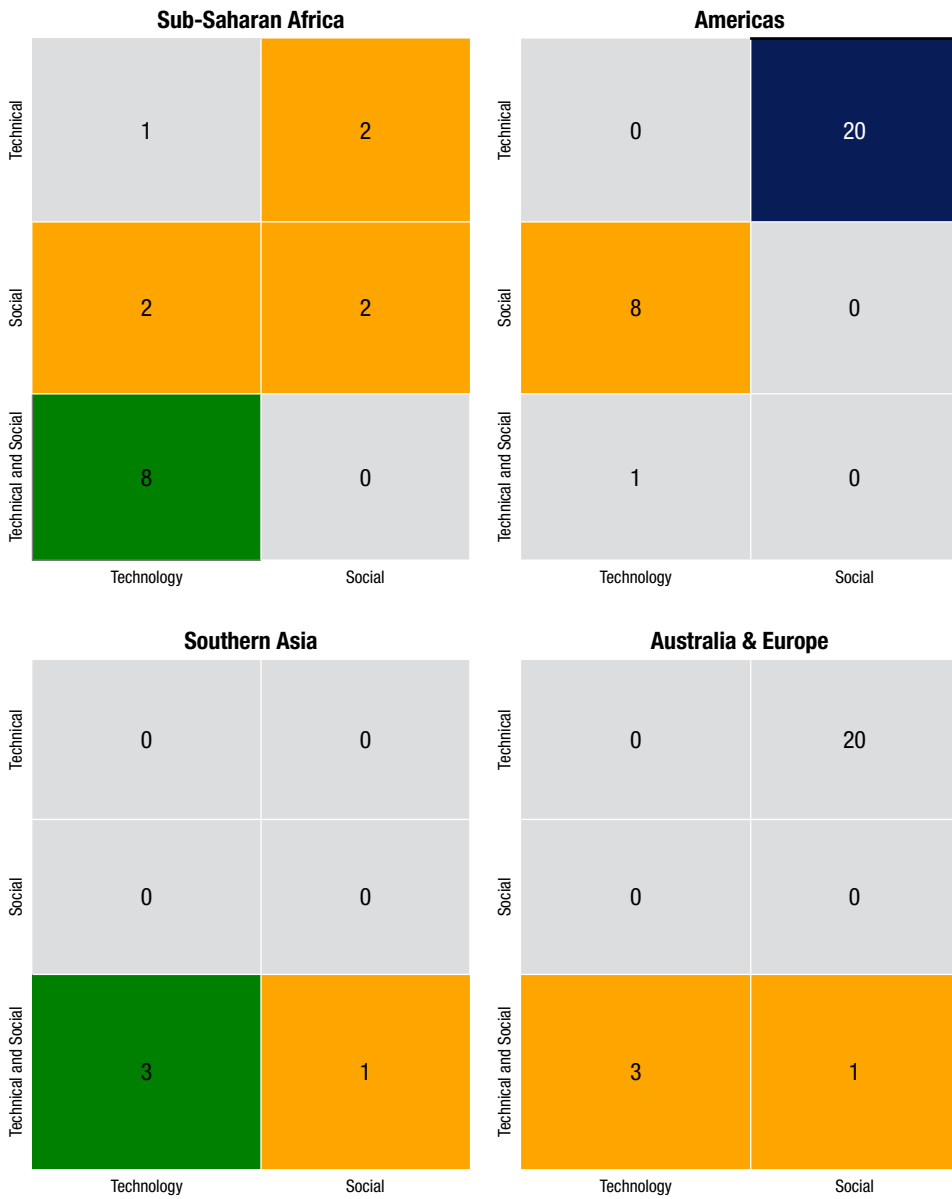 Sub-Saharan Africa
Technical
1
2
Social
2
2
Technical and Social
8
0
Technology
Social
Americas
Technical
0
20
Social
8
0
Technical and Social
1
0
Technology
Social
Southern Asia
Technical
0
0
Social
0
0
Technical and Social
3
1
Technology
Social
Australia & Europe
Technical
0
20
Social
0
0
Technical and Social
3
1
Technology
Social